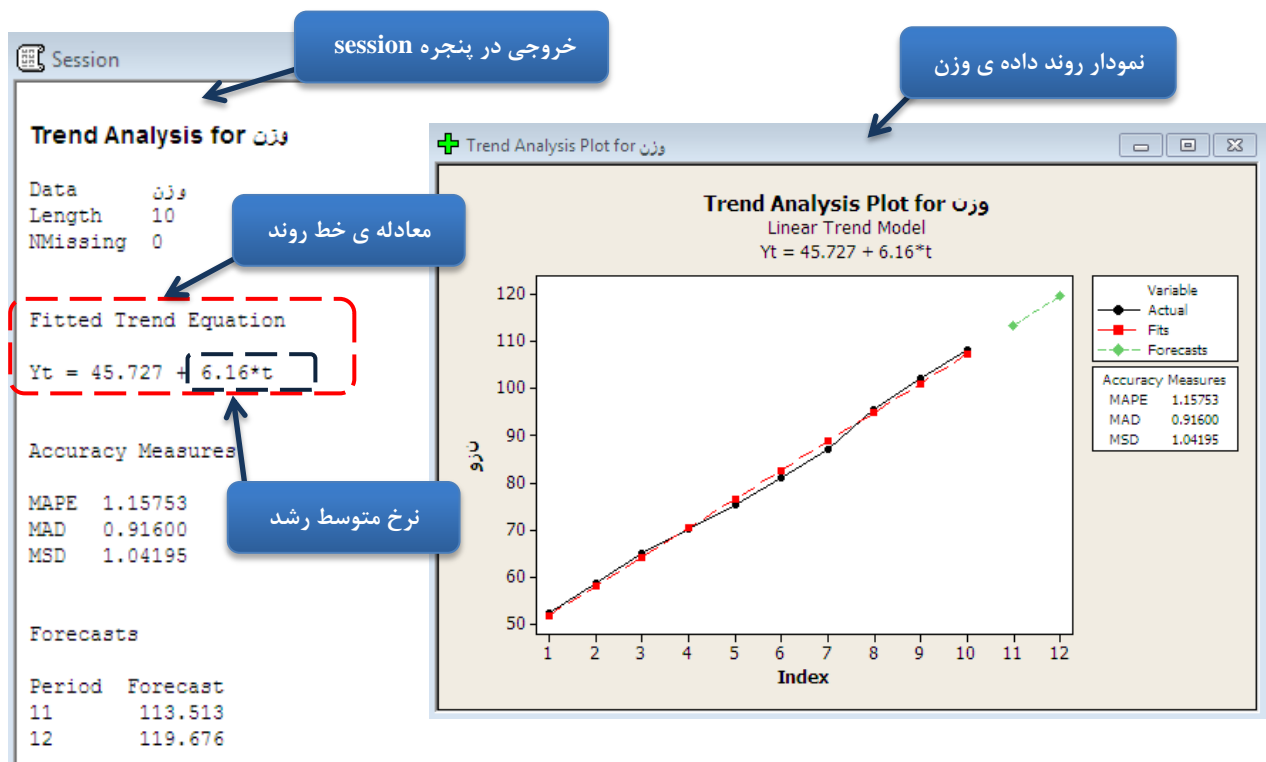 خروجی در پنجره session
Session
Trend Analysis for وزن
Data وزن
Length 10
NMissing 0
معادله ی خط روند
Fitted Trend Equation
Yt = 45.727 + 6.16*t
Accuracy Measures
MAPE 1.15753
MAD 0.91600
MSD 1.04195
نرخ متوسط رشد
Forecasts
Period Forecast
11 113.513
12 119.676
نمودار روند داده ی وزن
Trend Analysis Plot for وزن
Trend Analysis Plot for وزن
Linear Trend Model
Yt = 45.727 + 6.16*t
120
110
100
90
80
70
60
50
وزن
1 2 3 4 5 6 7 8 9 10 11 12
Index
Variable
Actual
Fits
Forecasts
Accuracy Measures
MAPE 1.15753
MAD 0.91600
MSD 1.04195